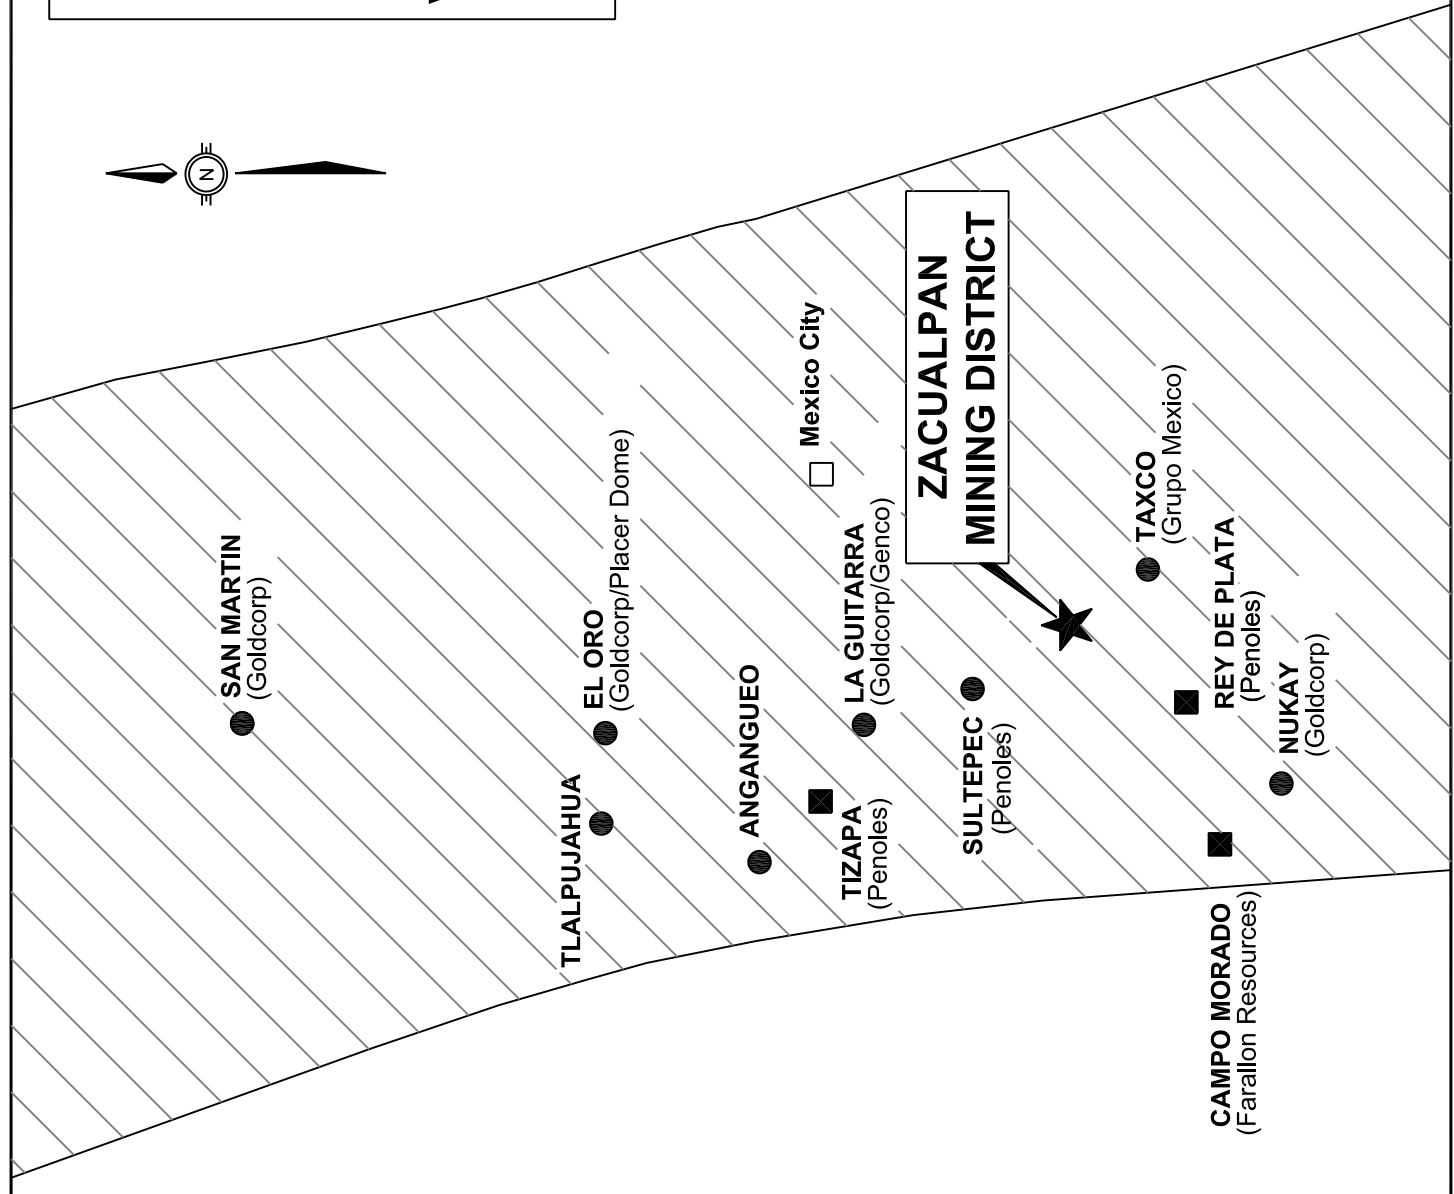 N
SAN MARTIN
(Goldcorp)
TLALPUJAHUA
EL ORO
(Goldcorp/Placer Dome)
ANGANGUEO
Mexico City
TIZAPA
(Penoles)
LA GUITARRA
(Goldcorp/Genco)
ZACUALPAN
MINING DISTRICT
SULTEPEC
(Penoles)
TAXCO
(Grupo Mexico)
REY DE PLATA
(Penoles)
NUKAY
(Goldcorp)
CAMPO MORADO
(Farallon Resources)